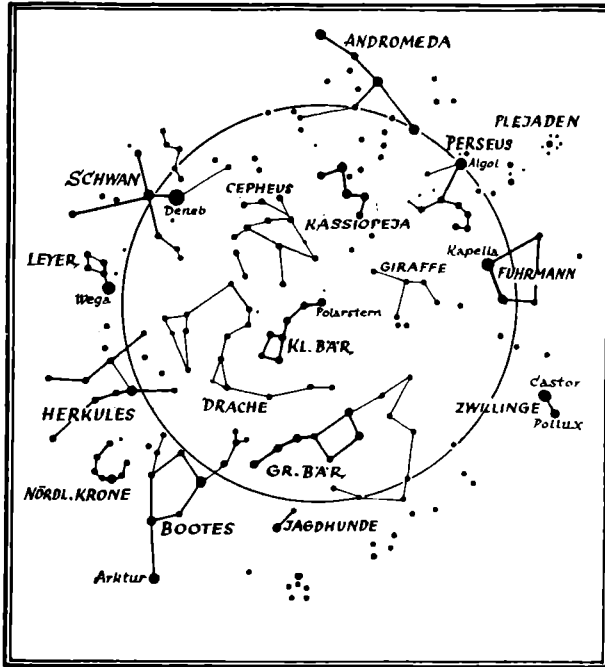 ANDROMEDA
PLEJADEN
PERSEUS
Algol
SCHWAN
CEPHEUS
Deneb
KASSIOPEJA
LEYER
Kapella
GIRAFFE
FUHRMANN
Wega
Polarstern
KL. BÄR
Castor
HERKULES
DRACHE
ZWILLINGE
Pollux
GR. BÄR
NÖRDL. KRONE
BOOTES
JAGDHUNDE
Arktur